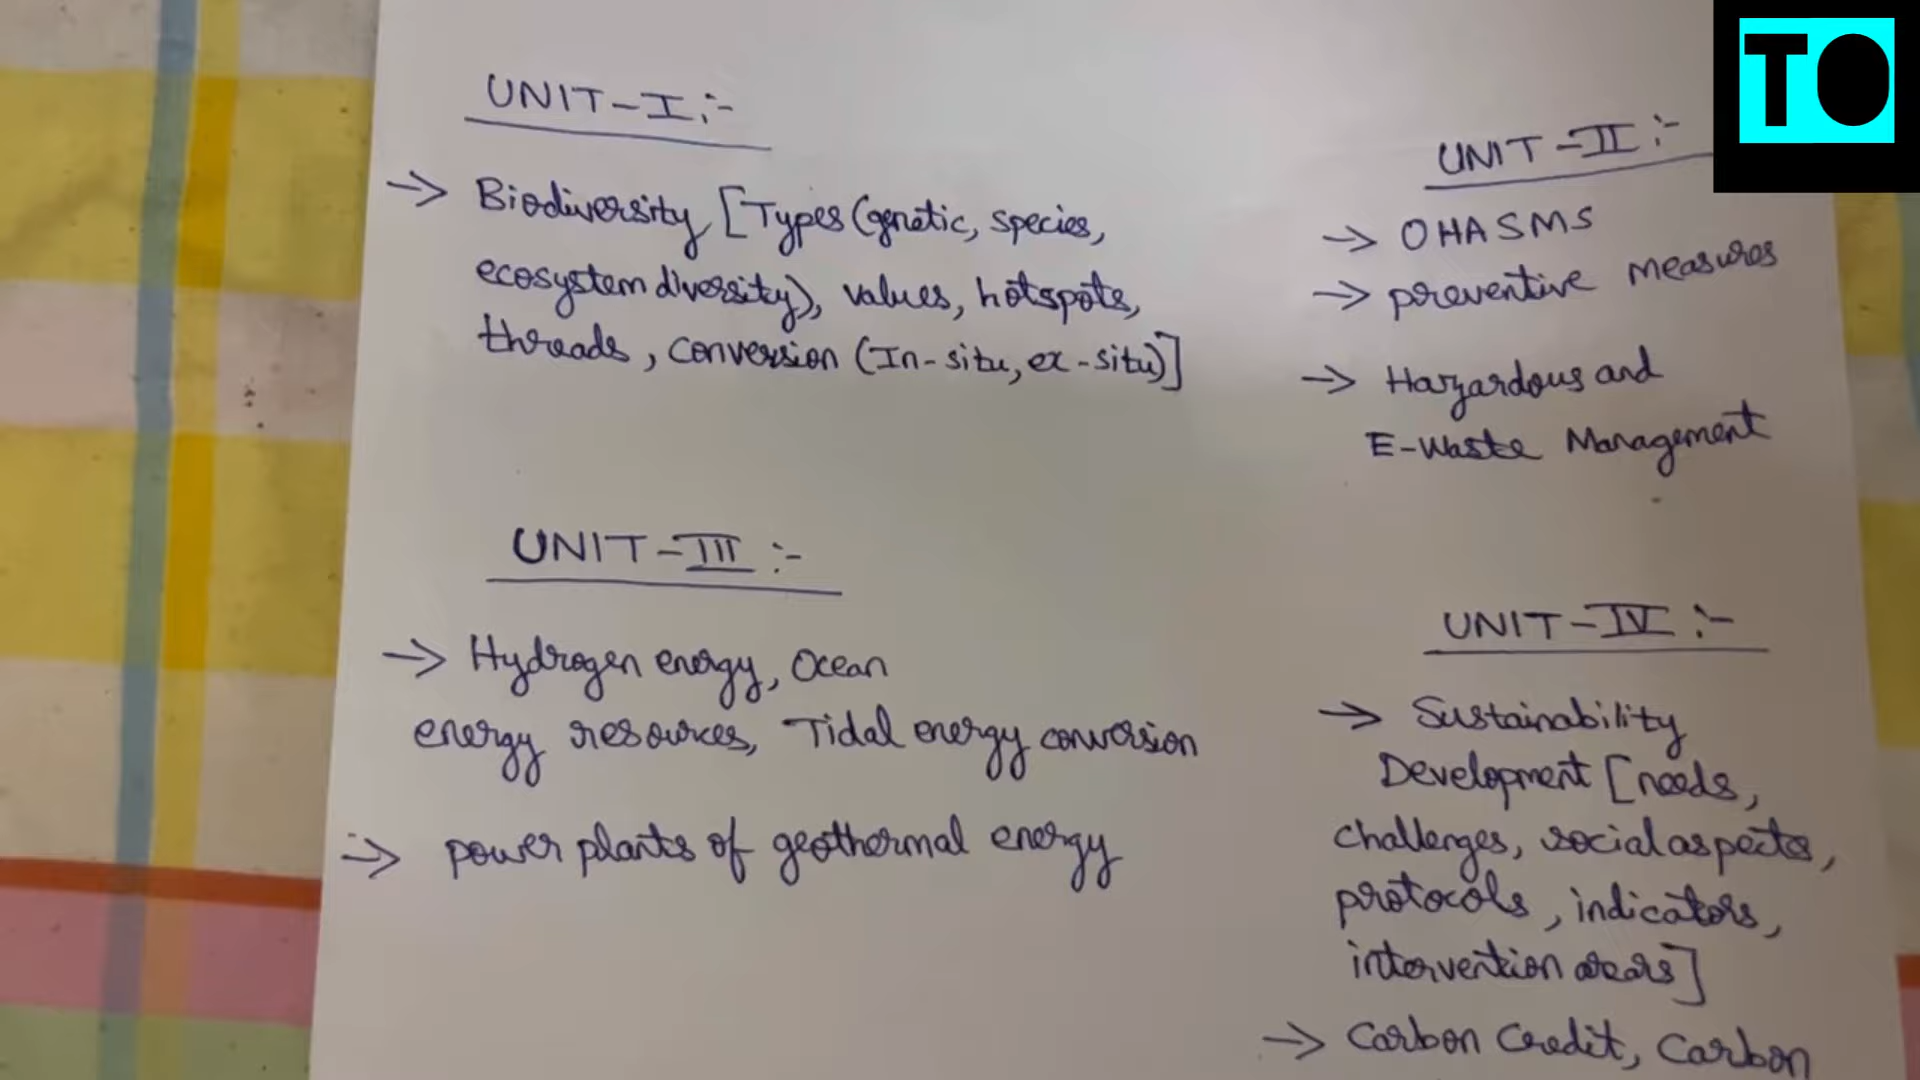 TO
UNIT-I:-
→ Biodiversity [Types (genetic, species,
ecosystem diversity), values, hotspots,
threads, conversion (In-situ, ex-situ)]
UNIT-II:-
→ OHASMS
→ preventive measures
→ Hazardous and
E-waste Management
UNIT-III:-
→ Hydrogen energy, Ocean
energy resources, Tidal energy conversion
→ power plants of geothermal energy
UNIT-IV:-
→ Sustainability
Development [needs,
challenges, social aspects,
protocols, indicators,
intervention areas]
→ Carbon Credit, Carbon